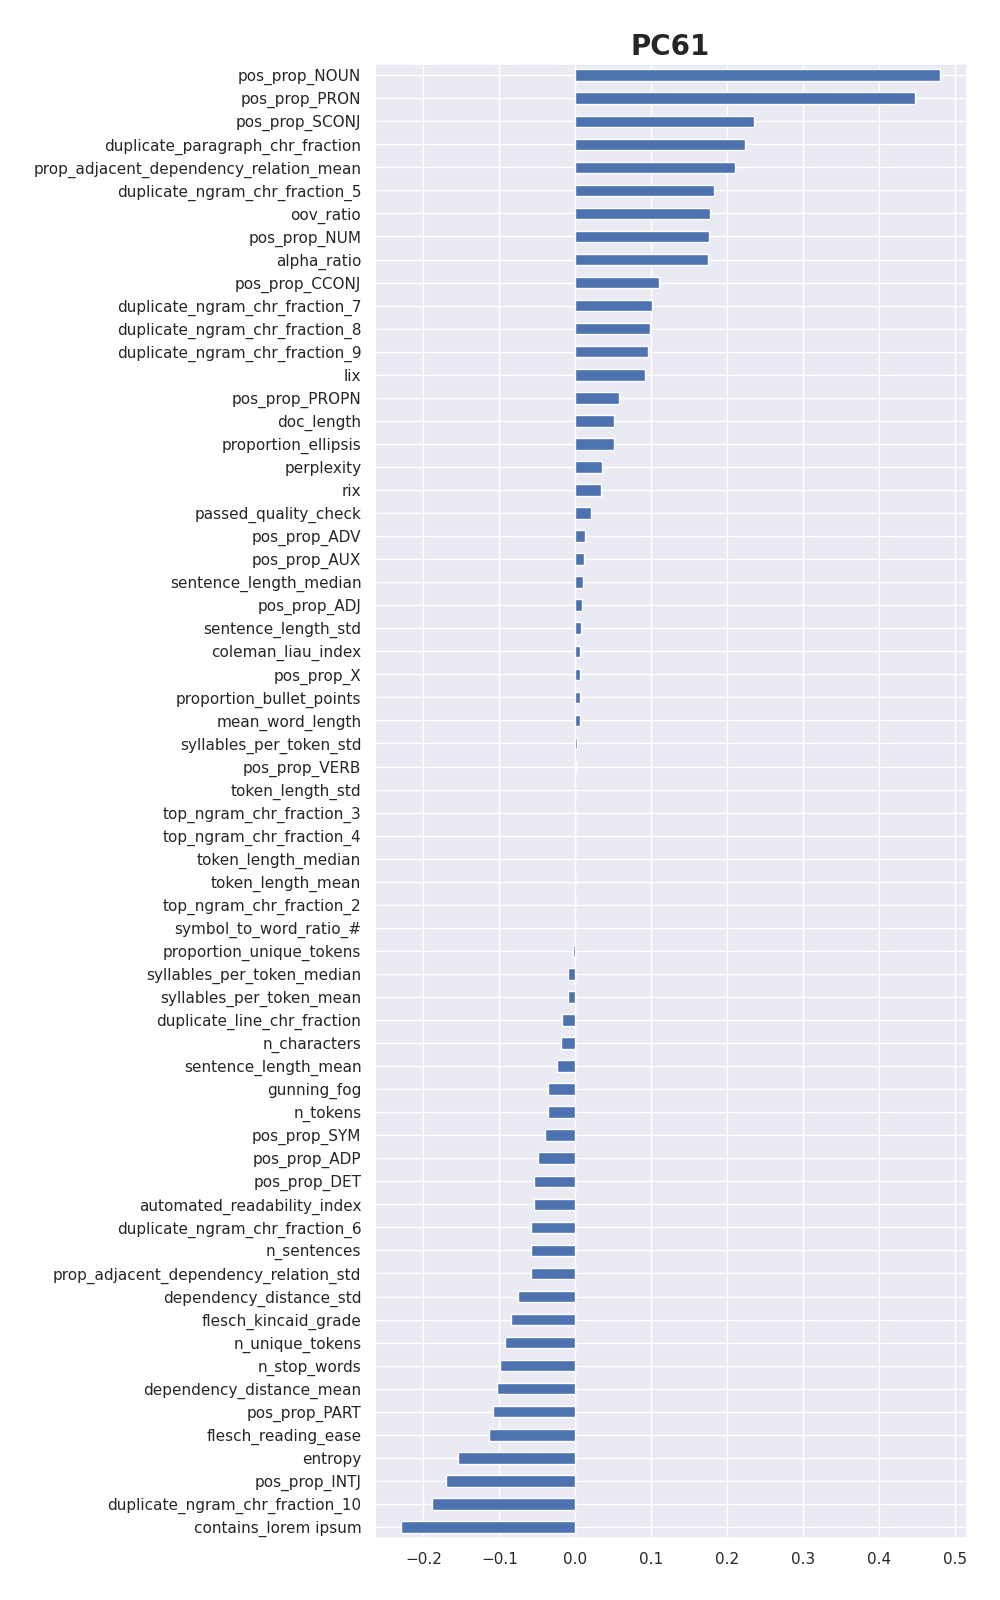 PC61
pos_prop_NOUN
pos_prop_PRON
pos_prop_SCONJ
duplicate_paragraph_chr_fraction
prop_adjacent_dependency_relation_mean
duplicate_ngram_chr_fraction_5
oov_ratio
pos_prop_NUM
alpha_ratio
pos_prop_CCONJ
duplicate_ngram_chr_fraction_7
duplicate_ngram_chr_fraction_8
duplicate_ngram_chr_fraction_9
lix
pos_prop_PROPN
doc_length
proportion_ellipsis
perplexity
rix
passed_quality_check
pos_prop_ADV
pos_prop_AUX
sentence_length_median
pos_prop_ADJ
sentence_length_std
coleman_liau_index
pos_prop_X
proportion_bullet_points
mean_word_length
syllables_per_token_std
pos_prop_VERB
token_length_std
top_ngram_chr_fraction_3
top_ngram_chr_fraction_4
token_length_median
token_length_mean
top_ngram_chr_fraction_2
symbol_to_word_ratio_#
proportion_unique_tokens
syllables_per_token_median
syllables_per_token_mean
duplicate_line_chr_fraction
n_characters
sentence_length_mean
gunning_fog
n_tokens
pos_prop_SYM
pos_prop_ADP
pos_prop_DET
automated_readability_index
duplicate_ngram_chr_fraction_6
n_sentences
prop_adjacent_dependency_relation_std
dependency_distance_std
flesch_kincaid_grade
n_unique_tokens
n_stop_words
dependency_distance_mean
pos_prop_PART
flesch_reading_ease
entropy
pos_prop_INTJ
duplicate_ngram_chr_fraction_10
contains_lorem ipsum
−0.2 −0.1 0.0 0.1 0.2 0.3 0.4 0.5